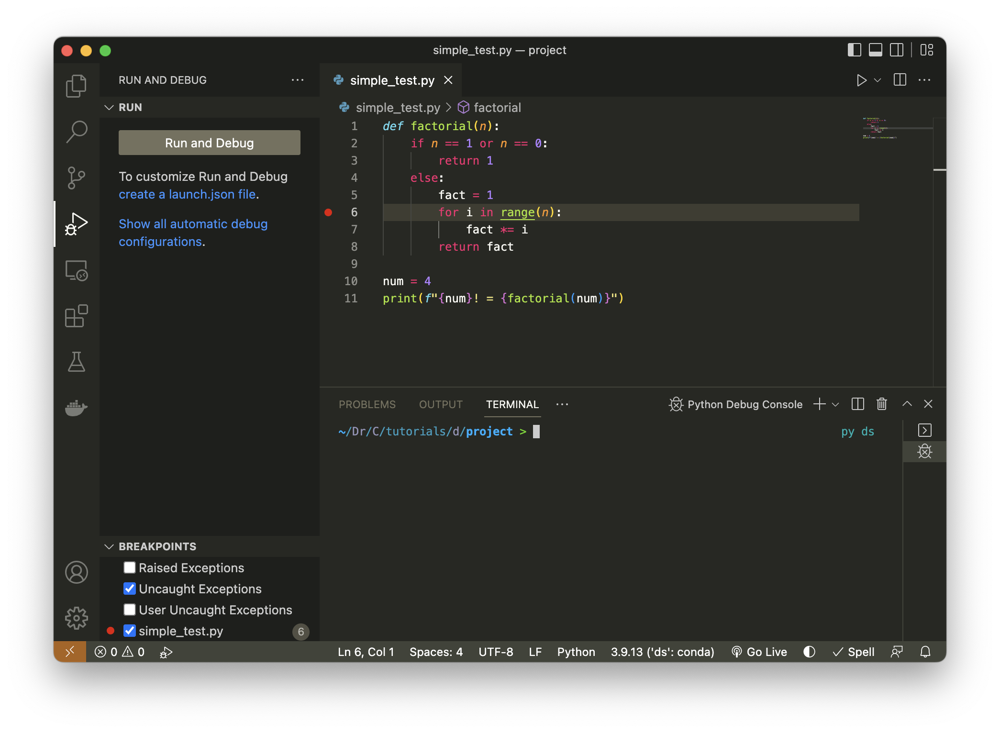 simple_test.py — project
RUN AND DEBUG
RUN
Run and Debug
To customize Run and Debug
create a launch.json file.
Show all automatic debug
configurations.
simple_test.py
simple_test.py > factorial
1 def factorial(n):
2     if n == 1 or n == 0:
3         return 1
4     else:
5         fact = 1
6         for i in range(n):
7             fact *= i
8         return fact
9
10 num = 4
11 print(f"{num}! = {factorial(num)}")
PROBLEMS OUTPUT TERMINAL ··· Python Debug Console
~/Dr/C/tutorials/d/project > py ds
BREAKPOINTS
Raised Exceptions
Uncaught Exceptions
User Uncaught Exceptions
simple_test.py 6
0 0 Ln 6, Col 1 Spaces: 4 UTF-8 LF Python 3.9.13 ('ds': conda) Go Live Spell